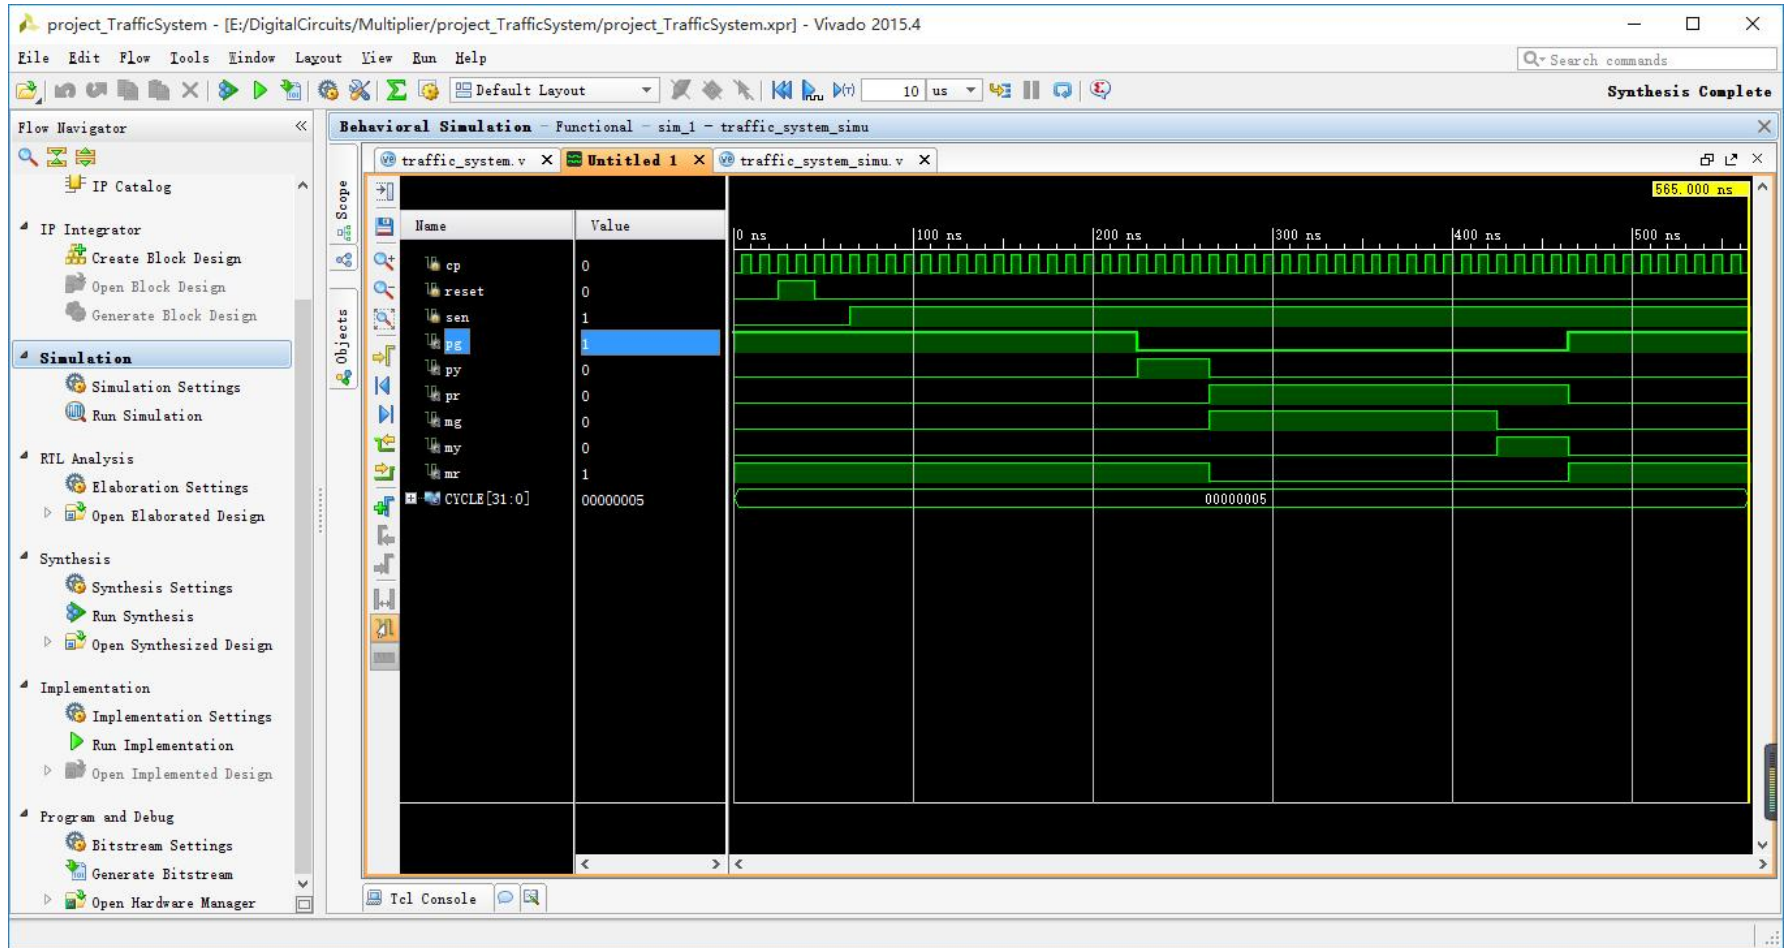 project_TrafficSystem - [E:/DigitalCircuits/Multiplier/project_TrafficSystem/project_TrafficSystem.xpr] - Vivado 2015.4
File Edit Flow Tools Window Layout View Run Help
Search commands
Default Layout
10 us
Synthesis Complete
Flow Navigator
Behavioral Simulation - Functional - sim_1 - traffic_system_simu
traffic_system.v
Untitled 1
traffic_system_simu.v
IP Catalog
IP Integrator
Create Block Design
Open Block Design
Generate Block Design
Simulation
Simulation Settings
Run Simulation
RTL Analysis
Elaboration Settings
Open Elaborated Design
Synthesis
Synthesis Settings
Run Synthesis
Open Synthesized Design
Implementation
Implementation Settings
Run Implementation
Open Implemented Design
Program and Debug
Bitstream Settings
Generate Bitstream
Open Hardware Manager
Scope
Objects
565.000 ns
Name Value
0 ns 100 ns 200 ns 300 ns 400 ns 500 ns
cp 0
reset 0
sen 1
pg 1
py 0
pr 0
mg 0
my 0
mr 1
CYCLE[31:0] 00000005 00000005
Tcl Console